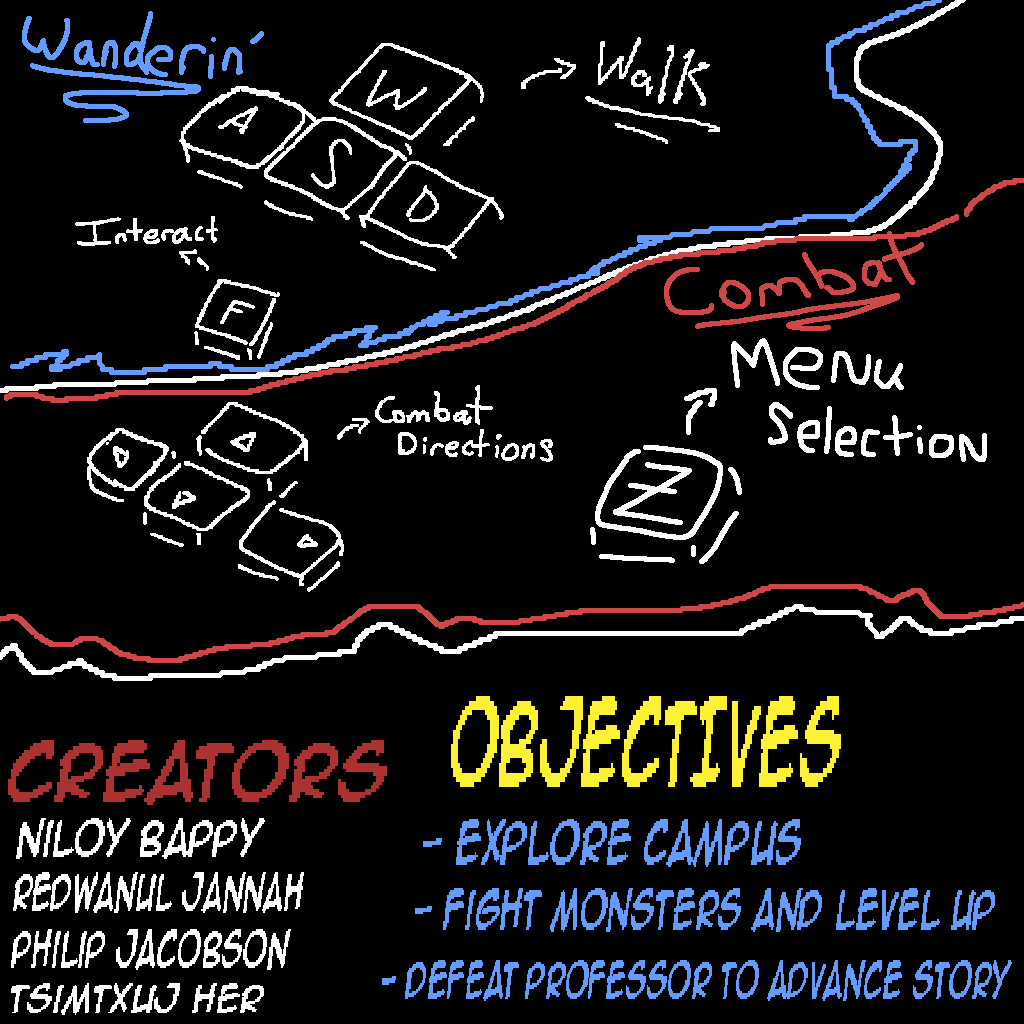 Wanderin'
W
A S D
Walk
Interact
F
Combat
Combat
Directions
Menu
Selection
Z
CREATORS
NILOY BAPPY
REDWANUL JANNAH
PHILIP JACOBSON
TSIMTXUJ HER
OBJECTIVES
- EXPLORE CAMPUS
- FIGHT MONSTERS AND LEVEL UP
- DEFEAT PROFESSOR TO ADVANCE STORY